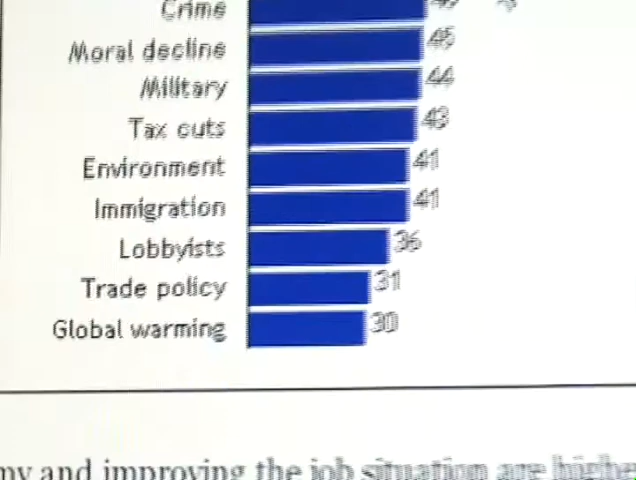 Crime
Moral decline 45
Military 44
Tax cuts 43
Environment 41
Immigration 41
Lobbyists 36
Trade policy 31
Global warming 30
my and improving the job situation are highe